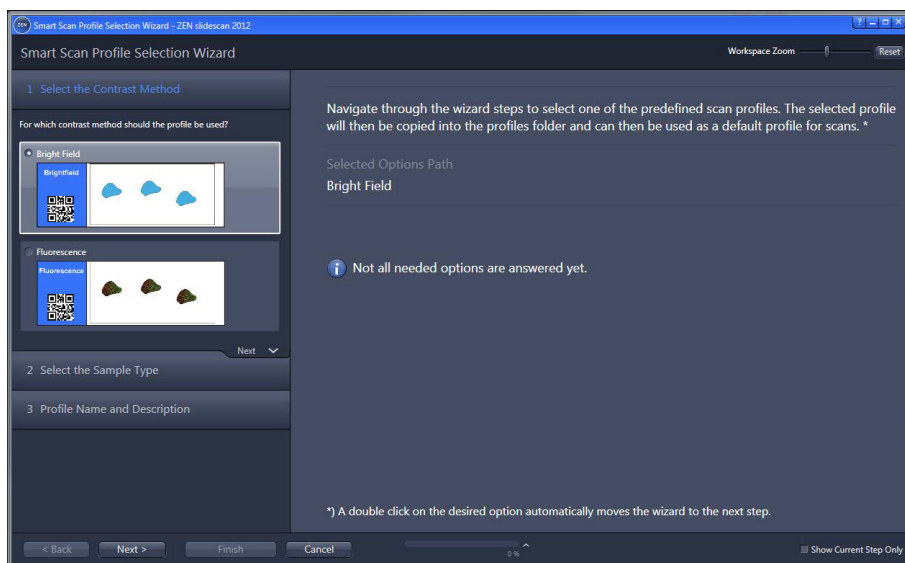 ZEN Smart Scan Profile Selection Wizard - ZEN slidescan 2012
Smart Scan Profile Selection Wizard
Workspace Zoom
Reset
1 Select the Contrast Method
For which contrast method should the profile be used?
Bright Field
Brightfield
Fluorescence
Fluorescence
Next
2 Select the Sample Type
3 Profile Name and Description
Navigate through the wizard steps to select one of the predefined scan profiles. The selected profile
will then be copied into the profiles folder and can then be used as a default profile for scans. *
Selected Options Path
Bright Field
Not all needed options are answered yet.
*) A double click on the desired option automatically moves the wizard to the next step.
< Back
Next >
Finish
Cancel
0 %
Show Current Step Only